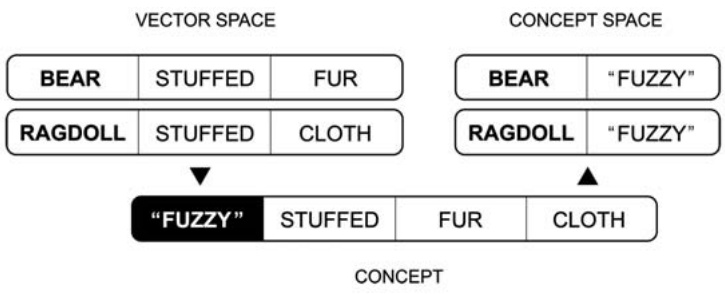 VECTOR SPACE CONCEPT SPACE
BEAR STUFFED FUR BEAR "FUZZY"
RAGDOLL STUFFED CLOTH RAGDOLL "FUZZY"
"FUZZY" STUFFED FUR CLOTH
CONCEPT